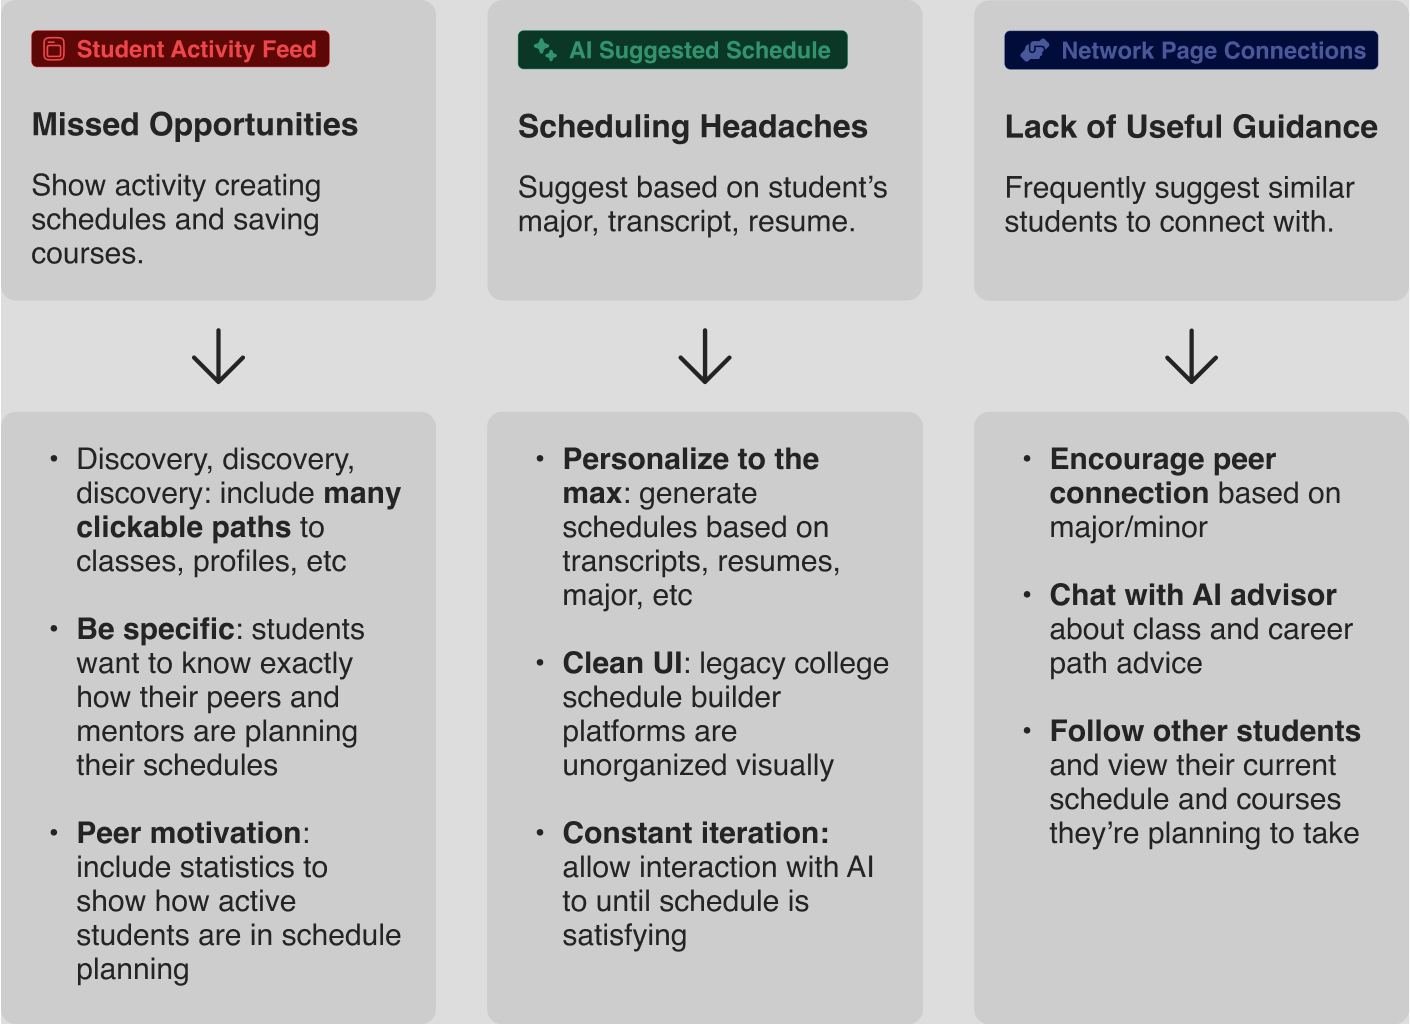 Student Activity Feed
Missed Opportunities
Show activity creating
schedules and saving
courses.
AI Suggested Schedule
Scheduling Headaches
Suggest based on student’s
major, transcript, resume.
Network Page Connections
Lack of Useful Guidance
Frequently suggest similar
students to connect with.
• Discovery, discovery,
discovery: include many
clickable paths to
classes, profiles, etc
• Be specific: students
want to know exactly
how their peers and
mentors are planning
their schedules
• Peer motivation:
include statistics to
show how active
students are in schedule
planning
• Personalize to the
max: generate
schedules based on
transcripts, resumes,
major, etc
• Clean UI: legacy college
schedule builder
platforms are
unorganized visually
• Constant iteration:
allow interaction with AI
to until schedule is
satisfying
• Encourage peer
connection based on
major/minor
• Chat with AI advisor
about class and career
path advice
• Follow other students
and view their current
schedule and courses
they’re planning to take